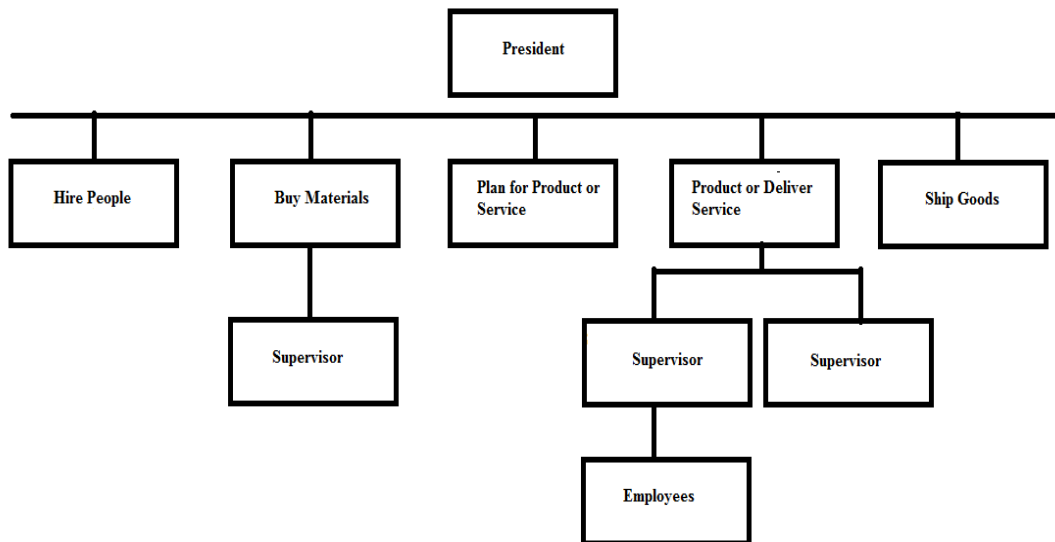 President
Hire People
Buy Materials
Plan for Product or
Service
Product or Deliver
Service
Ship Goods
Supervisor
Supervisor
Supervisor
Employees